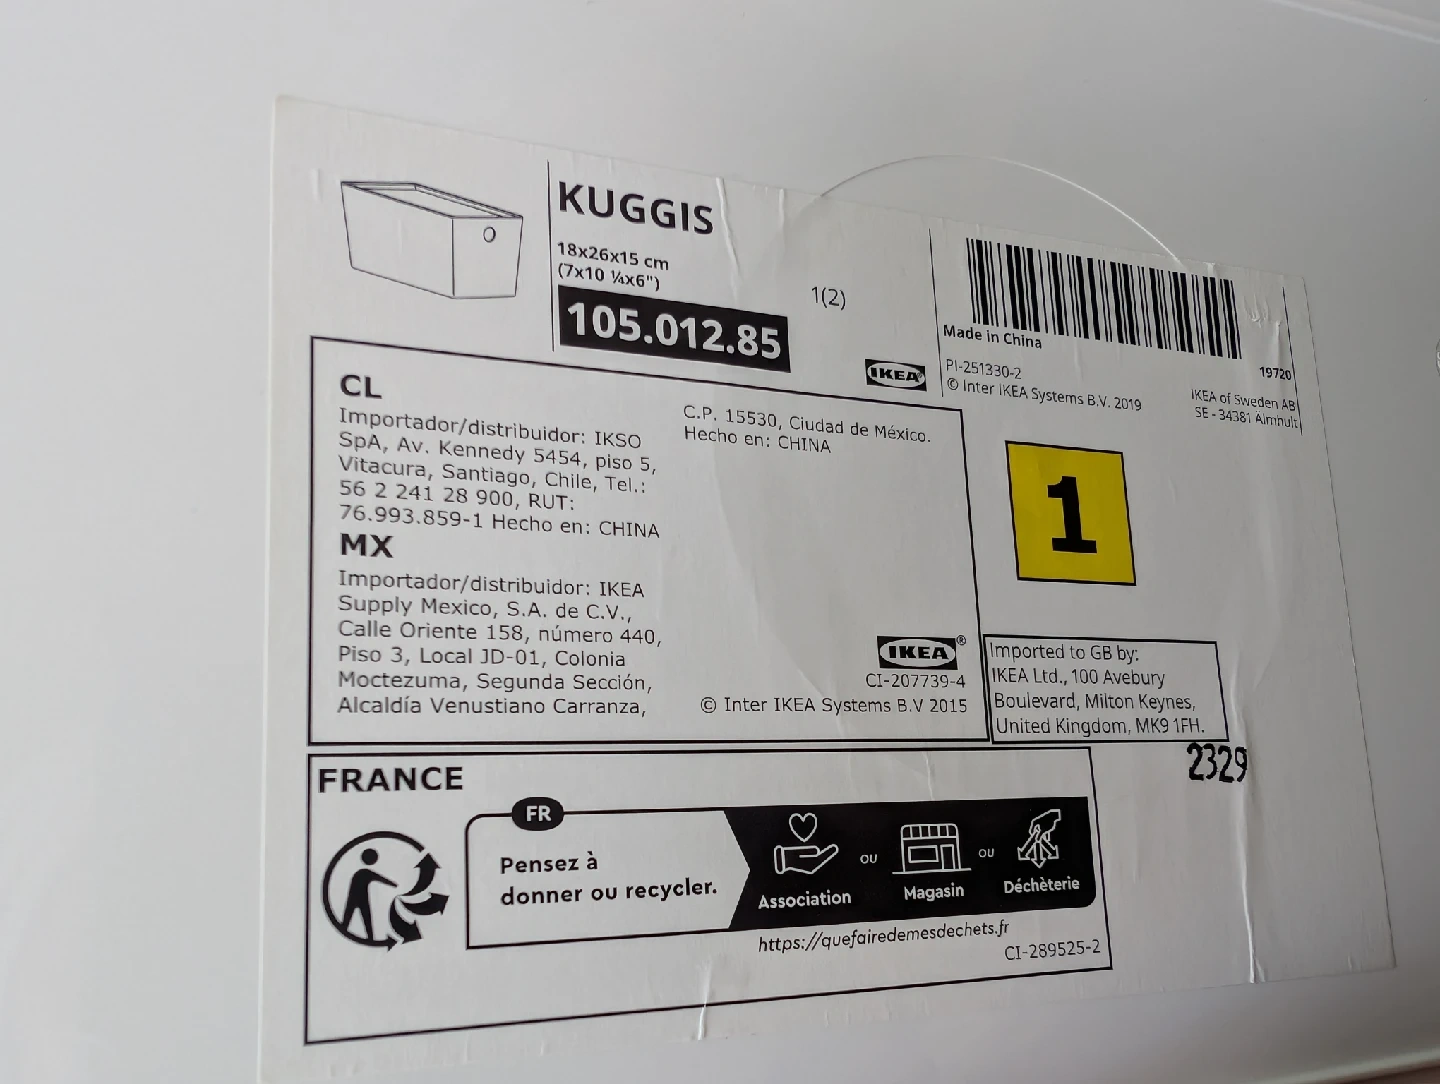 KUGGIS
18x26x15 cm
(7x10 ¼x6")
105.012.85
1(2)
IKEA
Made in China
19720
PI-251330-2
© Inter IKEA Systems B.V. 2019
IKEA of Sweden AB
SE - 34381 Älmhult
CL
Importador/distribuidor: IKSO
SpA, Av. Kennedy 5454, piso 5,
Vitacura, Santiago, Chile, Tel.:
56 2 241 28 900, RUT:
76.993.859-1 Hecho en: CHINA
MX
Importador/distribuidor: IKEA
Supply Mexico, S.A. de C.V.,
Calle Oriente 158, número 440,
Piso 3, Local JD-01, Colonia
Moctezuma, Segunda Sección,
Alcaldía Venustiano Carranza,
C.P. 15530, Ciudad de México.
Hecho en: CHINA
IKEA®
CI-207739-4
© Inter IKEA Systems B.V 2015
1
Imported to GB by:
IKEA Ltd., 100 Avebury
Boulevard, Milton Keynes,
United Kingdom, MK9 1FH.
2329
FRANCE
FR
Pensez à
donner ou recycler.
Association
OU
Magasin
OU
Déchèterie
https://quefairedemesdechets.fr
CI-289525-2